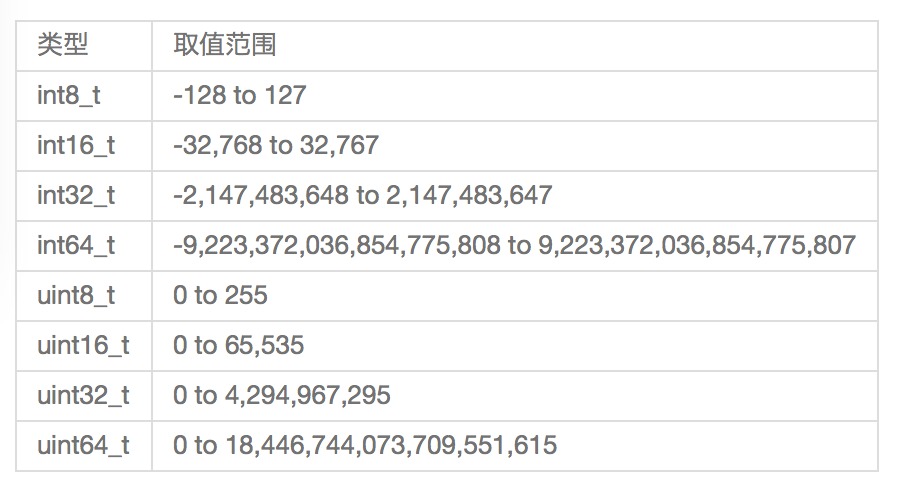 类型 取值范围
int8_t -128 to 127
int16_t -32,768 to 32,767
int32_t -2,147,483,648 to 2,147,483,647
int64_t -9,223,372,036,854,775,808 to 9,223,372,036,854,775,807
uint8_t 0 to 255
uint16_t 0 to 65,535
uint32_t 0 to 4,294,967,295
uint64_t 0 to 18,446,744,073,709,551,615